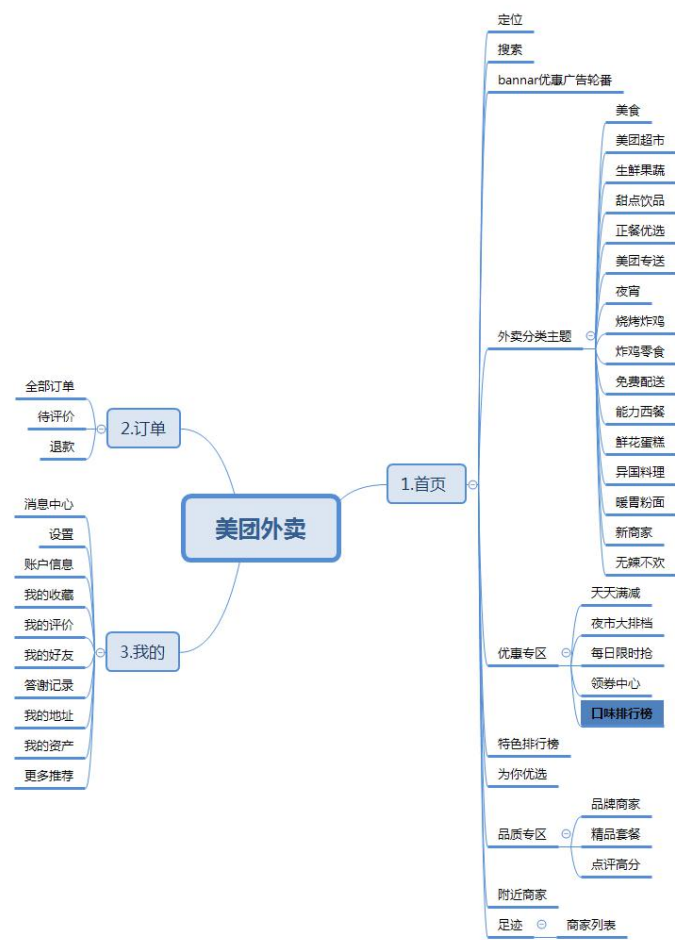 美团外卖
1.首页
定位
搜索
bannar优惠广告轮番
外卖分类主题
美食
美团超市
生鲜果蔬
甜点饮品
正餐优选
美团专送
夜宵
烧烤炸鸡
炸鸡零食
免费配送
能力西餐
鲜花蛋糕
异国料理
暖胃粉面
新商家
无辣不欢
优惠专区
天天满减
夜市大排档
每日限时抢
领券中心
口味排行榜
特色排行榜
为你优选
品质专区
品牌商家
精品套餐
点评高分
附近商家
足迹
商家列表
2.订单
全部订单
待评价
退款
3.我的
消息中心
设置
账户信息
我的收藏
我的评价
我的好友
答谢记录
我的地址
我的资产
更多推荐